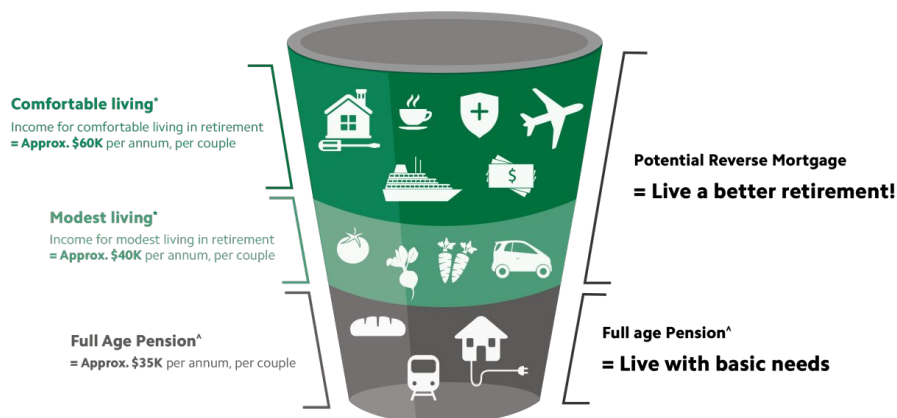 Comfortable living*
Income for comfortable living in retirement
= Approx. $60K per annum, per couple
Modest living*
Income for modest living in retirement
= Approx. $40K per annum, per couple
Full Age Pension^
= Approx. $35K per annum, per couple
$
Potential Reverse Mortgage
= Live a better retirement!
Full age Pension^
= Live with basic needs